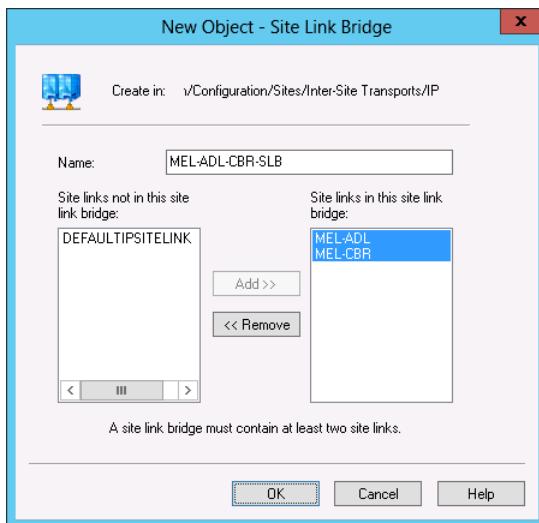 New Object - Site Link Bridge
x
Create in: ı/Configuration/Sites/Inter-Site Transports/IP
Name: MEL-ADL-CBR-SLB
Site links not in this site
link bridge:
DEFAULTIPSITELINK
Add >>
<< Remove
Site links in this site link
bridge:
MEL-ADL
MEL-CBR
A site link bridge must contain at least two site links.
OK
Cancel
Help